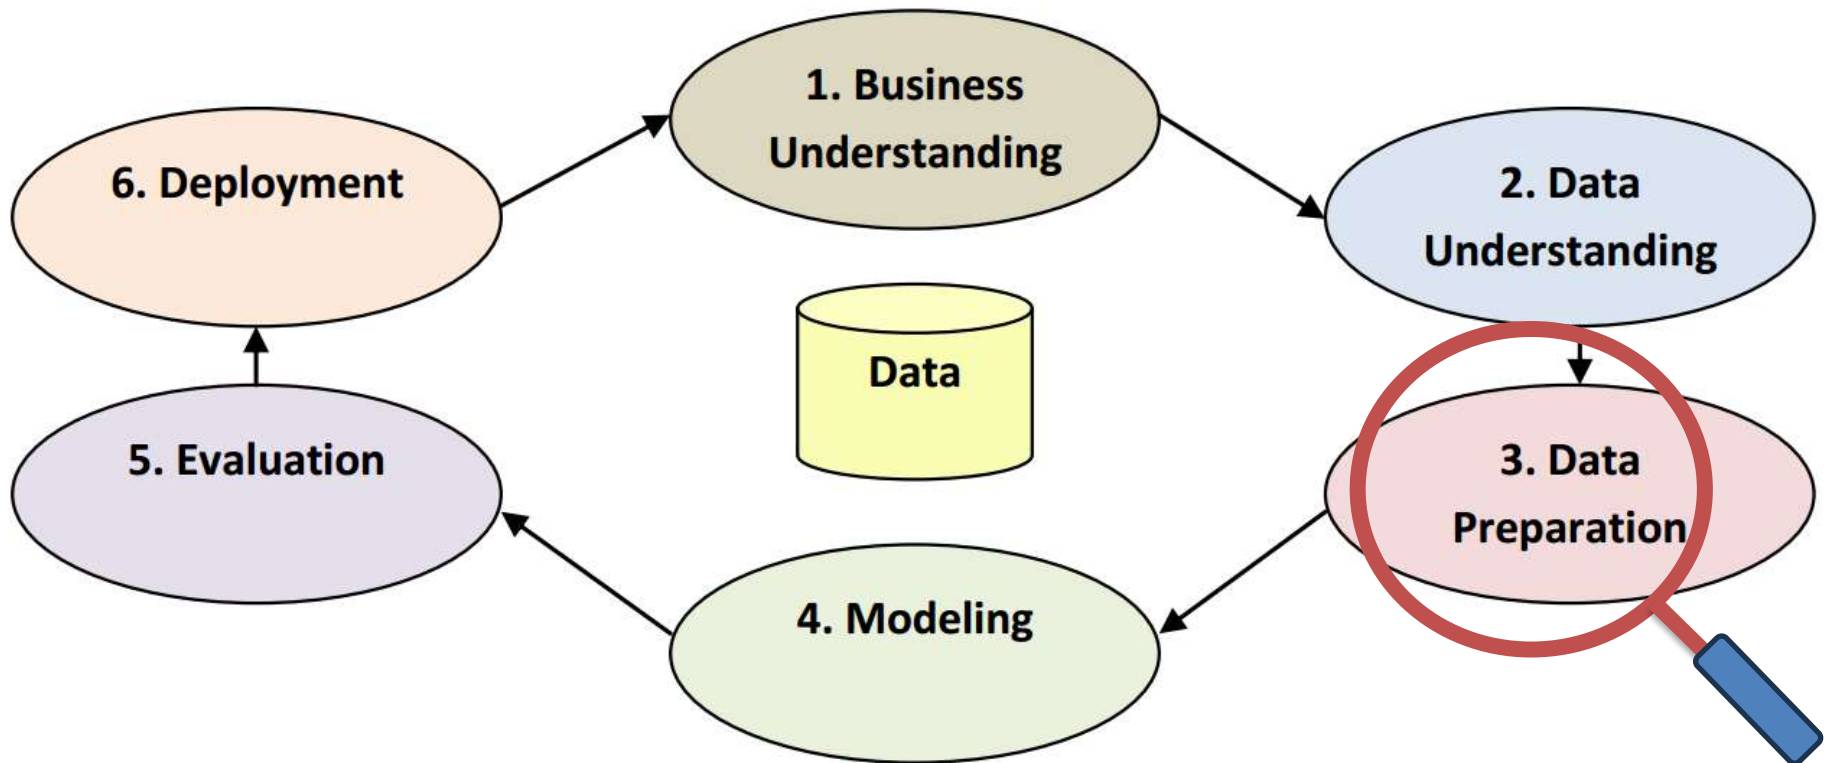 1. Business
Understanding
2. Data
Understanding
3. Data
Preparation
4. Modeling
5. Evaluation
6. Deployment
Data